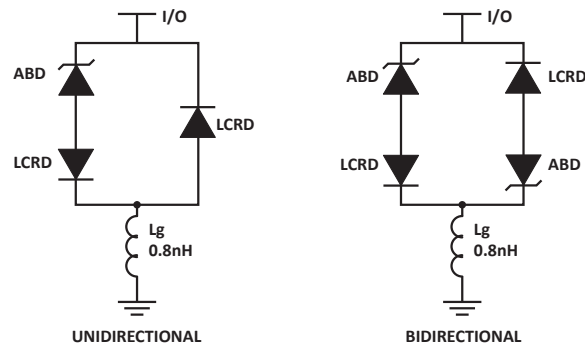 I/O
ABD
LCRD
LCRD
Lg
0.8nH
UNIDIRECTIONAL
I/O
ABD
LCRD
LCRD
ABD
Lg
0.8nH
BIDIRECTIONAL